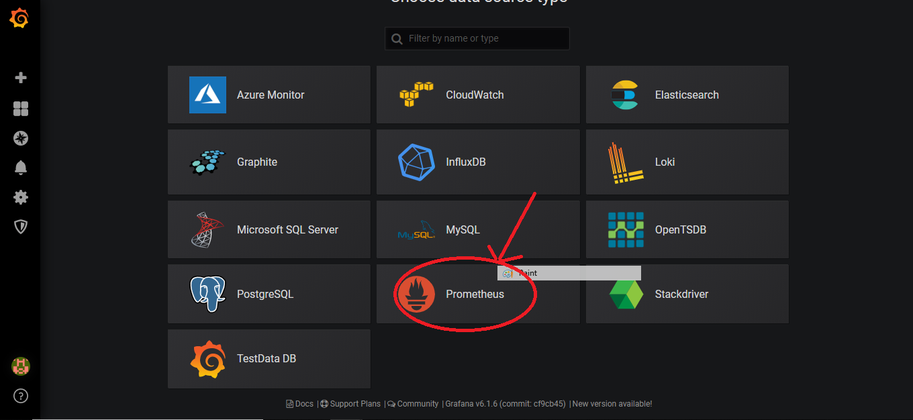 Choose data source type
Filter by name or type
Azure Monitor
CloudWatch
Elasticsearch
Graphite
InfluxDB
Loki
Microsoft SQL Server
MySQL
MySQL
OpenTSDB
Paint
PostgreSQL
Prometheus
Stackdriver
TestData DB
Docs | Support Plans | Community | Grafana v6.1.6 (commit: cf9cb45) | New version available!